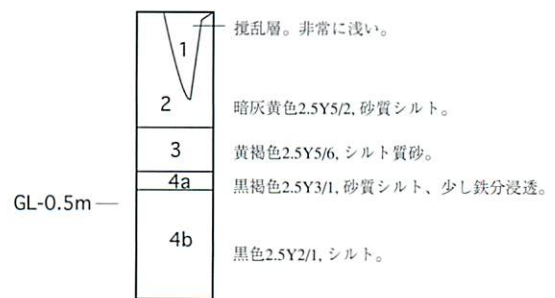 1
攪乱層。非常に浅い。
2
暗灰黄色2.5Y5/2, 砂質シルト。
3
黄褐色2.5Y5/6, シルト質砂。
4a
黒褐色2.5Y3/1, 砂質シルト、少し鉄分浸透。
GL-0.5m
4b
黒色2.5Y2/1, シルト。